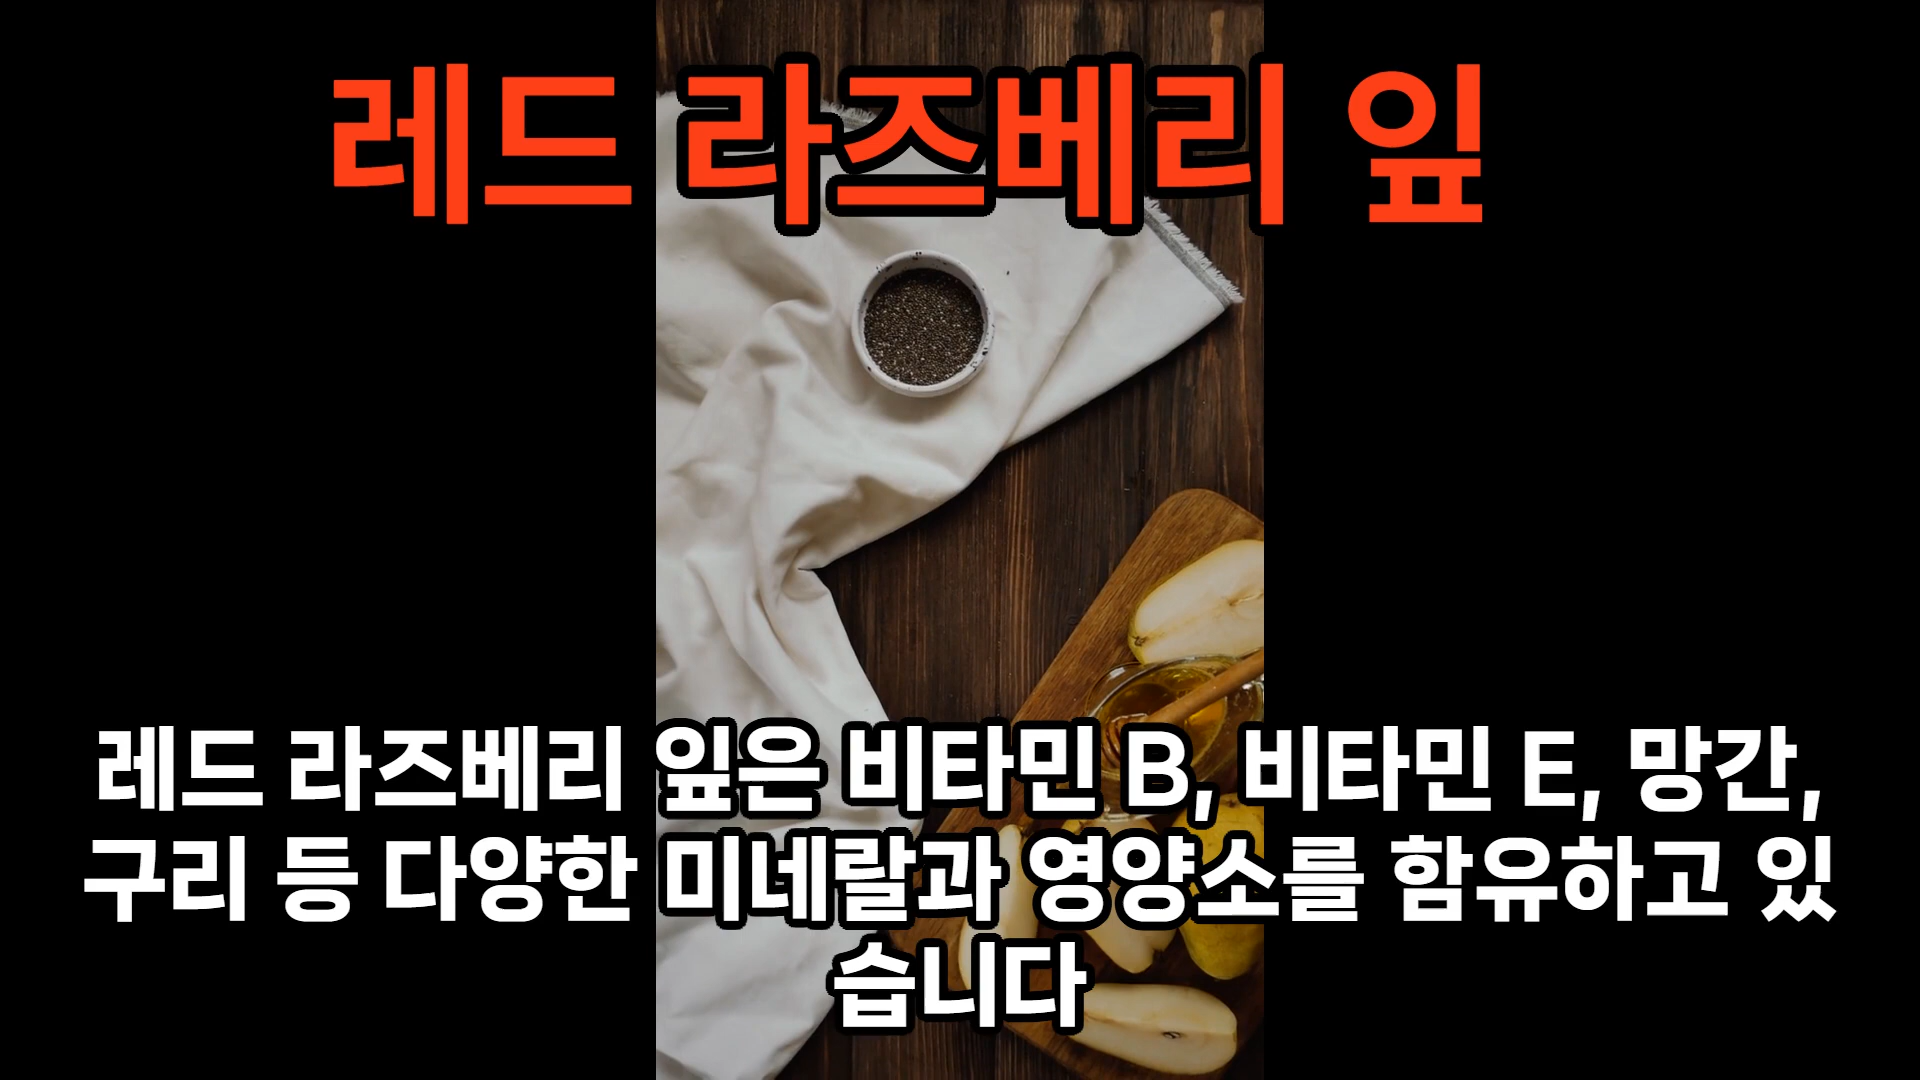 레드 라즈베리 잎
레드 라즈베리 잎은 비타민 B, 비타민 E, 망간,
구리 등 다양한 미네랄과 영양소를 함유하고 있
습니다